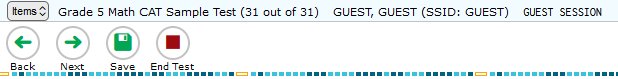 Items Grade 5 Math CAT Sample Test (31 out of 31) GUEST, GUEST (SSID: GUEST) GUEST SESSION
Back Next Save End Test